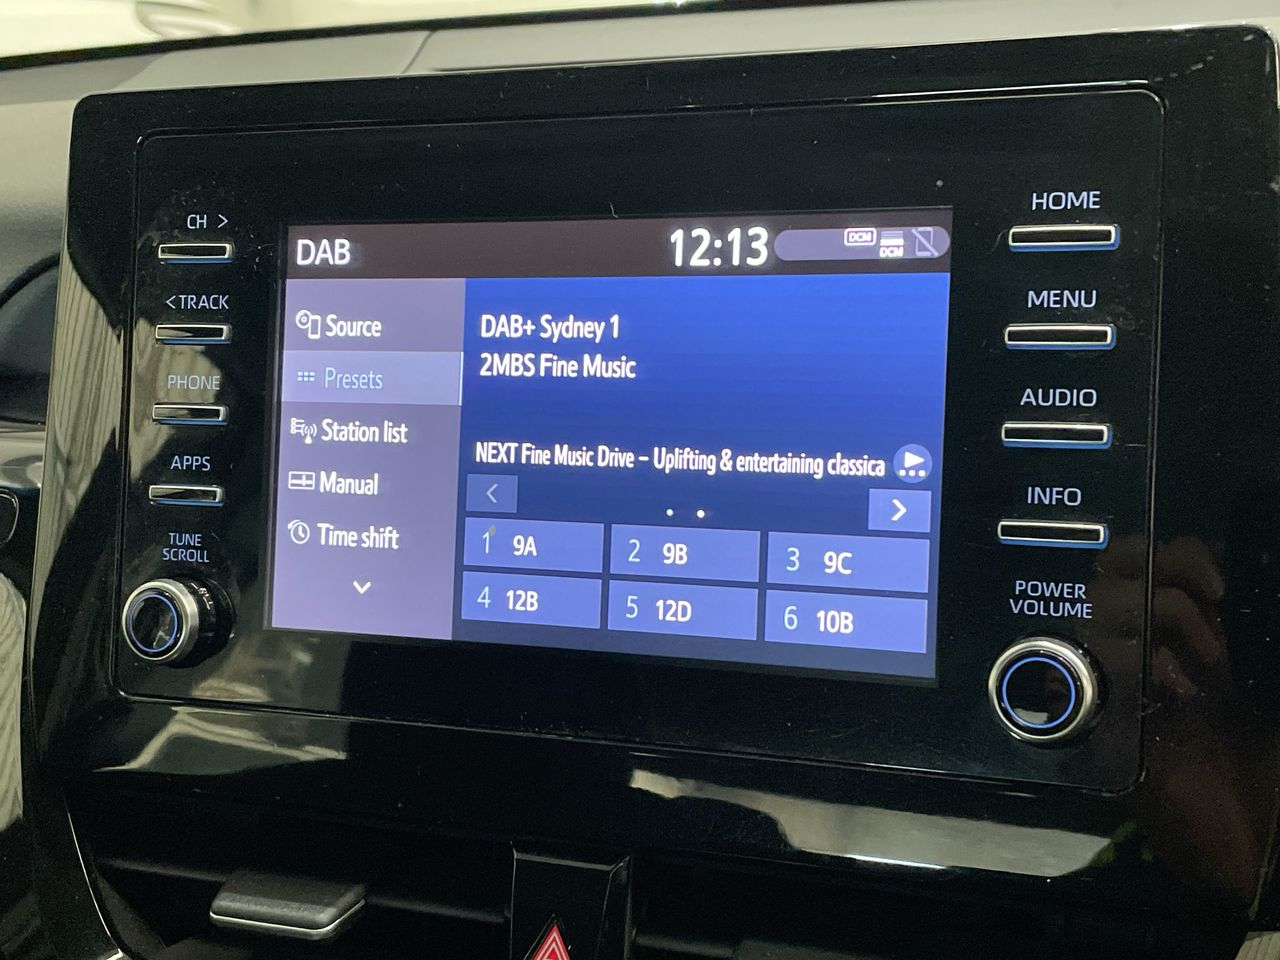 CH >
< TRACK
PHONE
APPS
TUNE
SCROLL
DAB
12:13
DCM
DCM
Source
Presets
Station list
Manual
Time shift
DAB+ Sydney 1
2MBS Fine Music
NEXT Fine Music Drive – Uplifting & entertaining classica
1 9A
2 9B
3 9C
4 12B
5 12D
6 10B
HOME
MENU
AUDIO
INFO
POWER
VOLUME